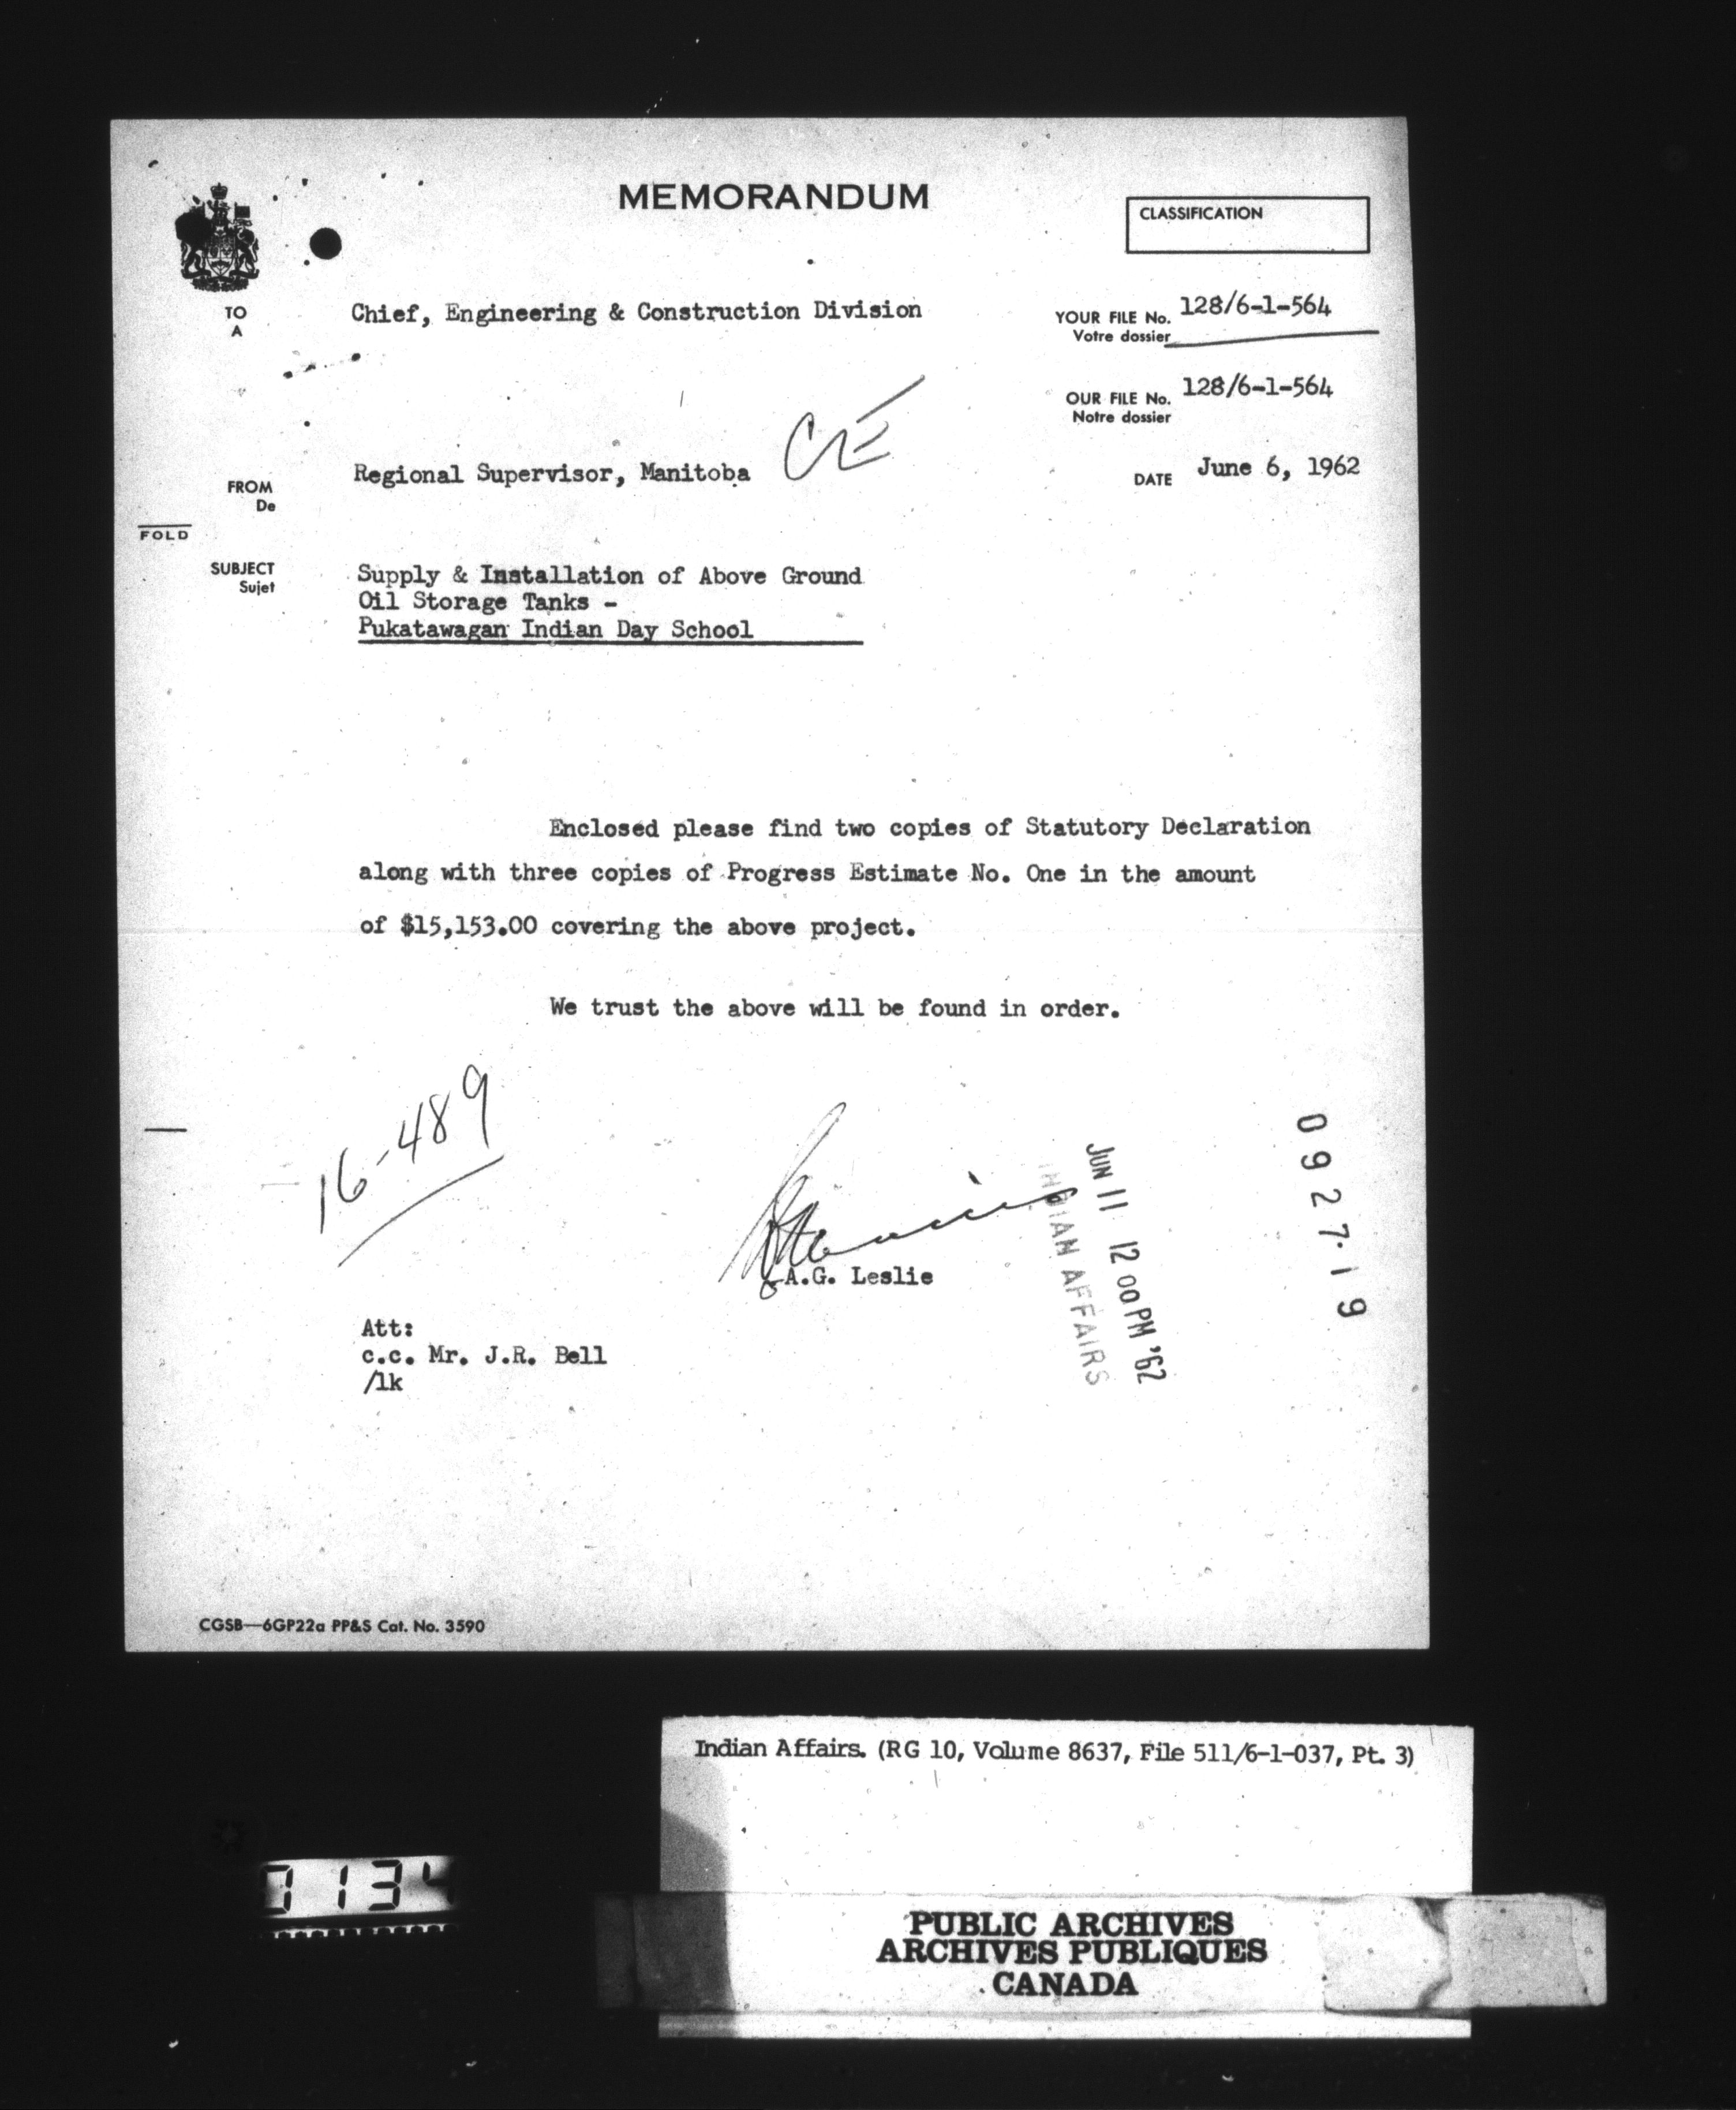 MEMORANDUM
CLASSIFICATION
TO
A
Chief, Engineering & Construction Division
YOUR FILE No. 128/6-1-564
Votre dossier
OUR FILE No. 128/6-1-564
Notre dossier
CE
FROM
De
Regional Supervisor, Manitoba
DATE June 6, 1962
FOLD
SUBJECT
Sujet
Supply & Installation of Above Ground
Oil Storage Tanks -
Pukatawagan Indian Day School
Enclosed please find two copies of Statutory Declaration
along with three copies of Progress Estimate No. One in the amount
of $15,153.00 covering the above project.
We trust the above will be found in order.
16-489
A.G. Leslie
JUN 11 12 00 PM '62
INDIAN AFFAIRS
0927·19
Att:
c.c. Mr. J.R. Bell
/lk
CGSB—6GP22a PP&S Cat. No. 3590
Indian Affairs. (RG 10, Volume 8637, File 511/6-1-037, Pt. 3)
PUBLIC ARCHIVES
ARCHIVES PUBLIQUES
CANADA